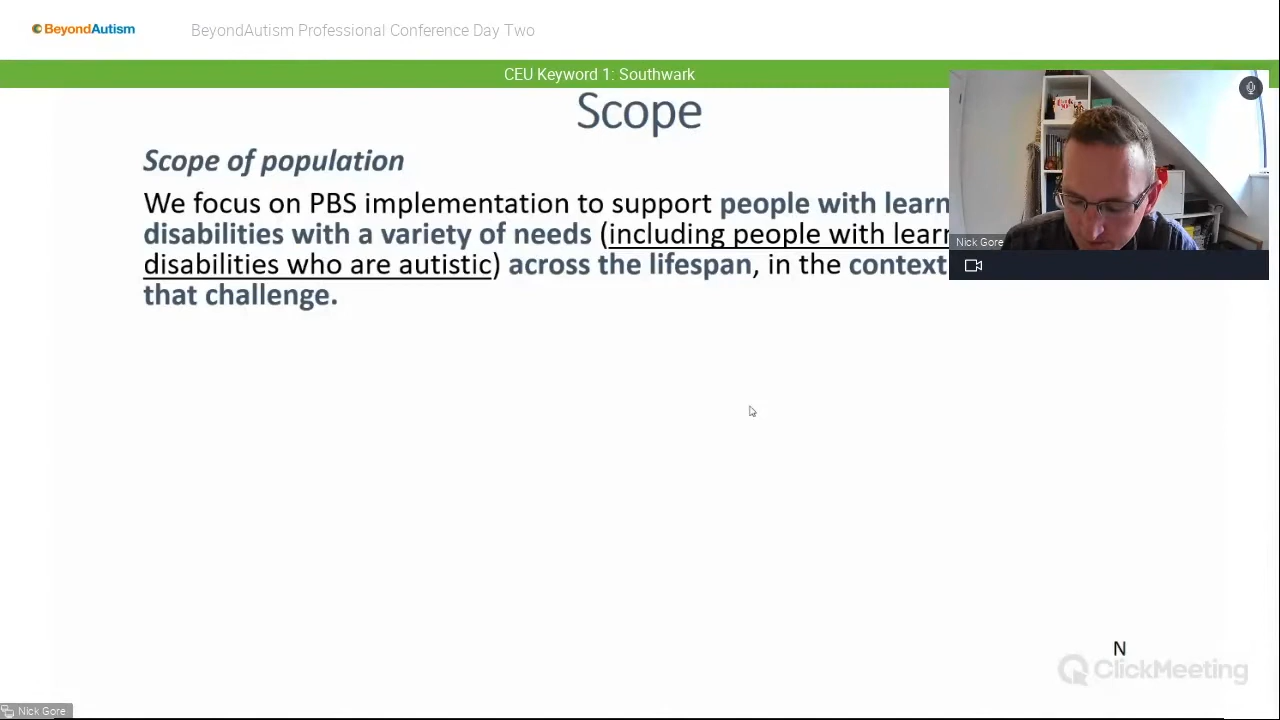 BeyondAutism
BeyondAutism Professional Conference Day Two
CEU Keyword 1: Southwark
Scope
Scope of population
We focus on PBS implementation to support people with learn
disabilities with a variety of needs (including people with lear
disabilities who are autistic) across the lifespan, in the context
that challenge.
Nick Gore
N
ClickMeeting
Nick Gore